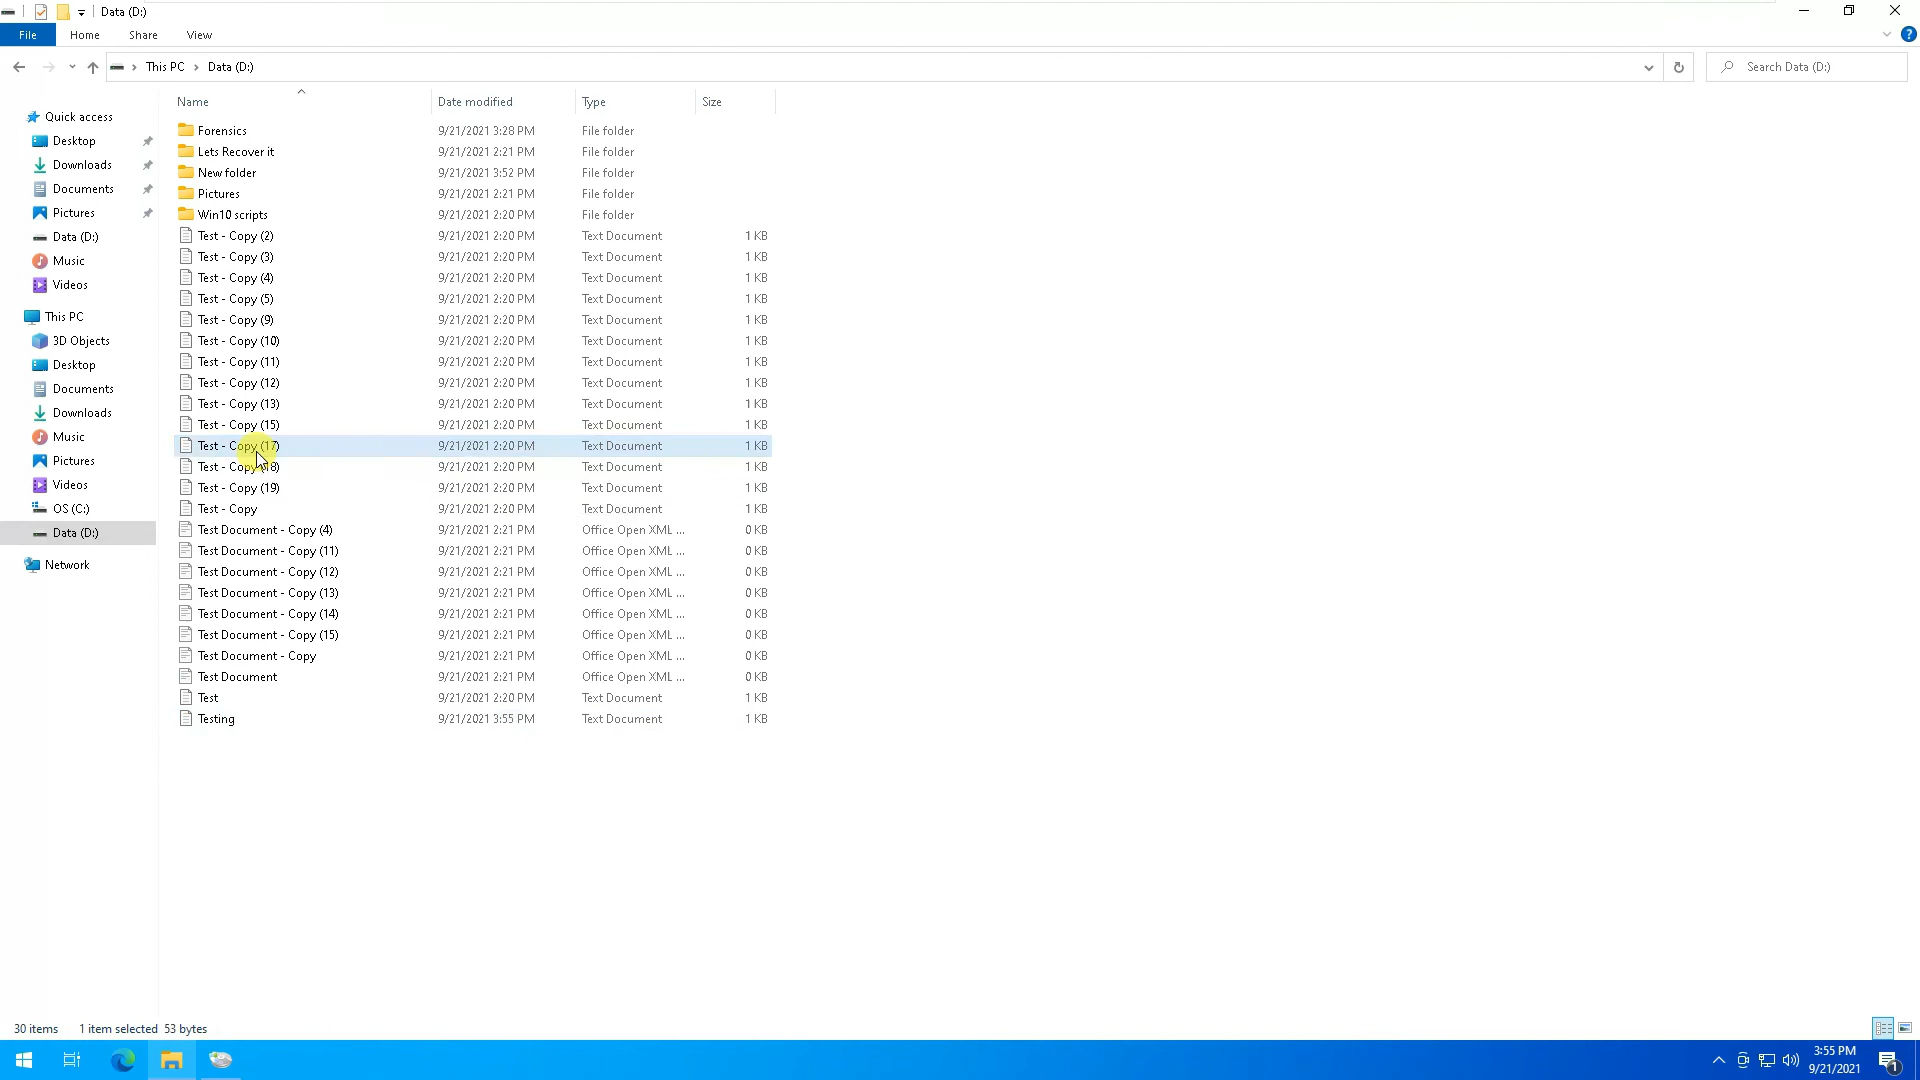 Data (D:)
File Home Share View
This PC Data (D:)
Search Data (D:)
Name Date modified Type Size
Quick access
Desktop
Downloads
Documents
Pictures
Data (D:)
Music
Videos
This PC
3D Objects
Desktop
Documents
Downloads
Music
Pictures
Videos
OS (C:)
Data (D:)
Network
Forensics 9/21/2021 3:28 PM File folder
Lets Recover it 9/21/2021 2:21 PM File folder
New folder 9/21/2021 3:52 PM File folder
Pictures 9/21/2021 2:21 PM File folder
Win10 scripts 9/21/2021 2:20 PM File folder
Test - Copy (2) 9/21/2021 2:20 PM Text Document 1 KB
Test - Copy (3) 9/21/2021 2:20 PM Text Document 1 KB
Test - Copy (4) 9/21/2021 2:20 PM Text Document 1 KB
Test - Copy (5) 9/21/2021 2:20 PM Text Document 1 KB
Test - Copy (9) 9/21/2021 2:20 PM Text Document 1 KB
Test - Copy (10) 9/21/2021 2:20 PM Text Document 1 KB
Test - Copy (11) 9/21/2021 2:20 PM Text Document 1 KB
Test - Copy (12) 9/21/2021 2:20 PM Text Document 1 KB
Test - Copy (13) 9/21/2021 2:20 PM Text Document 1 KB
Test - Copy (15) 9/21/2021 2:20 PM Text Document 1 KB
Test - Copy (17) 9/21/2021 2:20 PM Text Document 1 KB
Test - Copy (18) 9/21/2021 2:20 PM Text Document 1 KB
Test - Copy (19) 9/21/2021 2:20 PM Text Document 1 KB
Test - Copy 9/21/2021 2:20 PM Text Document 1 KB
Test Document - Copy (4) 9/21/2021 2:21 PM Office Open XML ... 0 KB
Test Document - Copy (11) 9/21/2021 2:21 PM Office Open XML ... 0 KB
Test Document - Copy (12) 9/21/2021 2:21 PM Office Open XML ... 0 KB
Test Document - Copy (13) 9/21/2021 2:21 PM Office Open XML ... 0 KB
Test Document - Copy (14) 9/21/2021 2:21 PM Office Open XML ... 0 KB
Test Document - Copy (15) 9/21/2021 2:21 PM Office Open XML ... 0 KB
Test Document - Copy 9/21/2021 2:21 PM Office Open XML ... 0 KB
Test Document 9/21/2021 2:21 PM Office Open XML ... 0 KB
Test 9/21/2021 2:20 PM Text Document 1 KB
Testing 9/21/2021 3:55 PM Text Document 1 KB
30 items 1 item selected 53 bytes
3:55 PM
9/21/2021
1